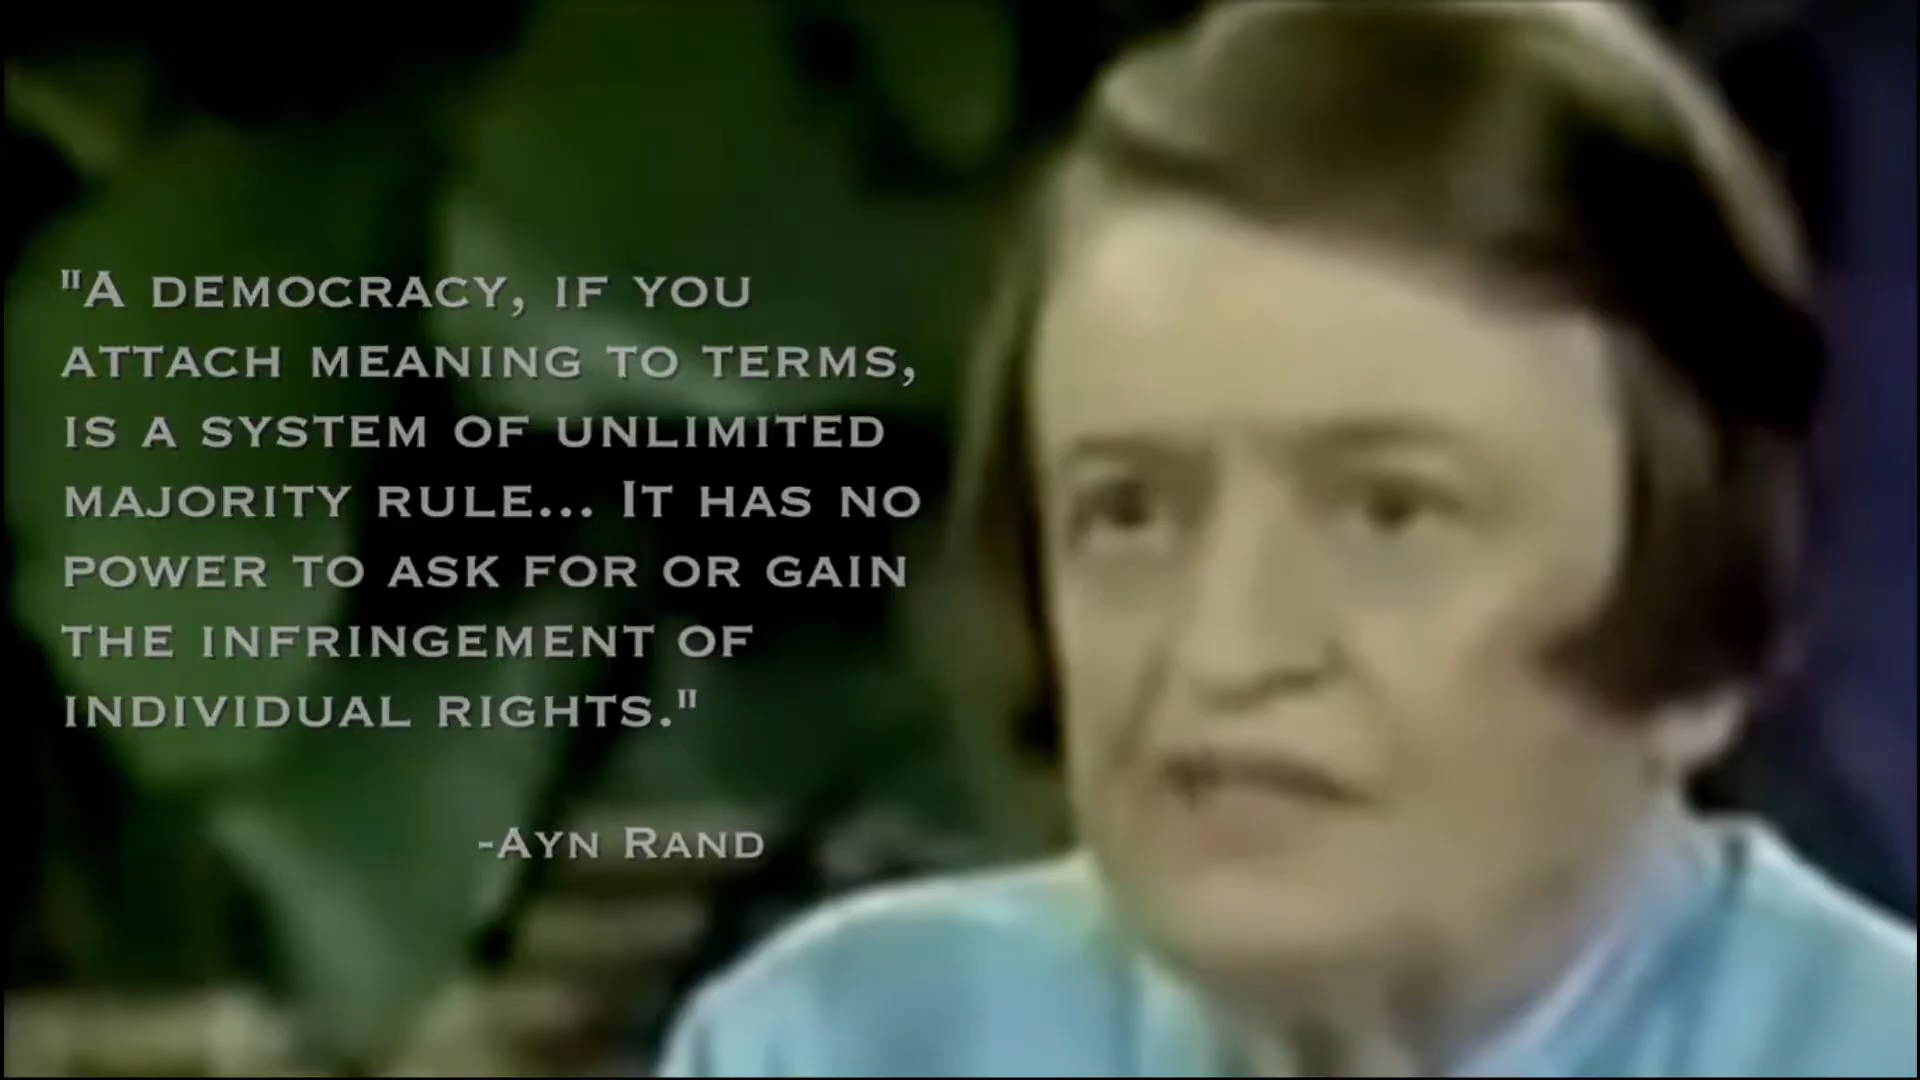 "A democracy, if you
attach meaning to terms,
is a system of unlimited
majority rule... It has no
power to ask for or gain
the infringement of
individual rights."
-Ayn Rand